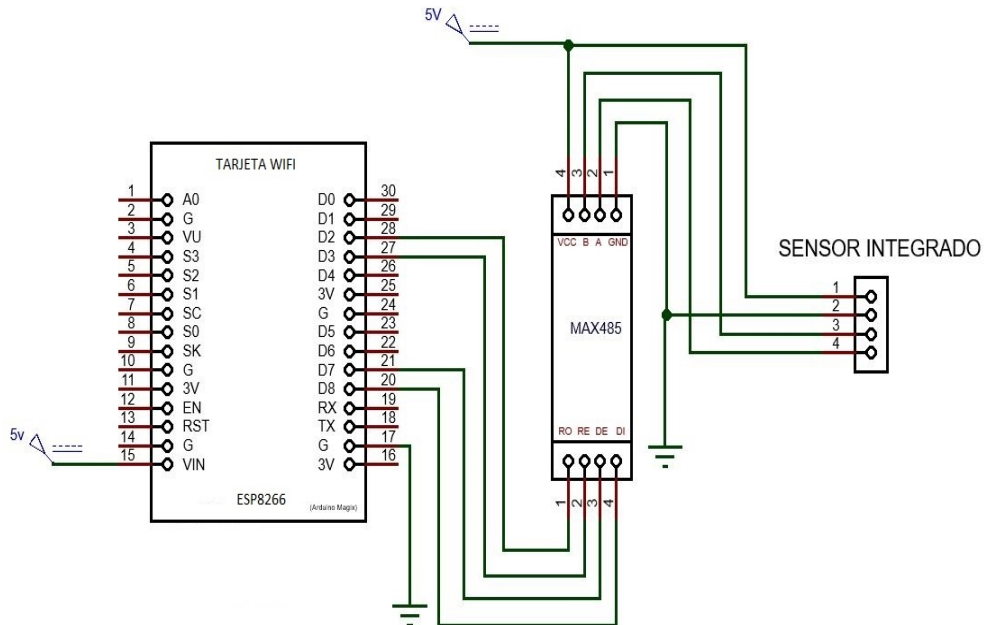 5V
TARJETA WIFI
1 A0 D0 30
2 G D1 29
3 VU D2 28
4 S3 D3 27
5 S2 D4 26
6 S1 3V 25
7 SC G 24
8 S0 D5 23
9 SK D6 22
10 G D7 21
11 3V D8 20
12 EN RX 19
13 RST TX 18
14 G G 17
15 VIN 3V 16
5v
ESP8266
(Arduino Magix)
4 3 2 1
VCC B A GND
MAX485
RO RE DE DI
1 2 3 4
SENSOR INTEGRADO
1
2
3
4